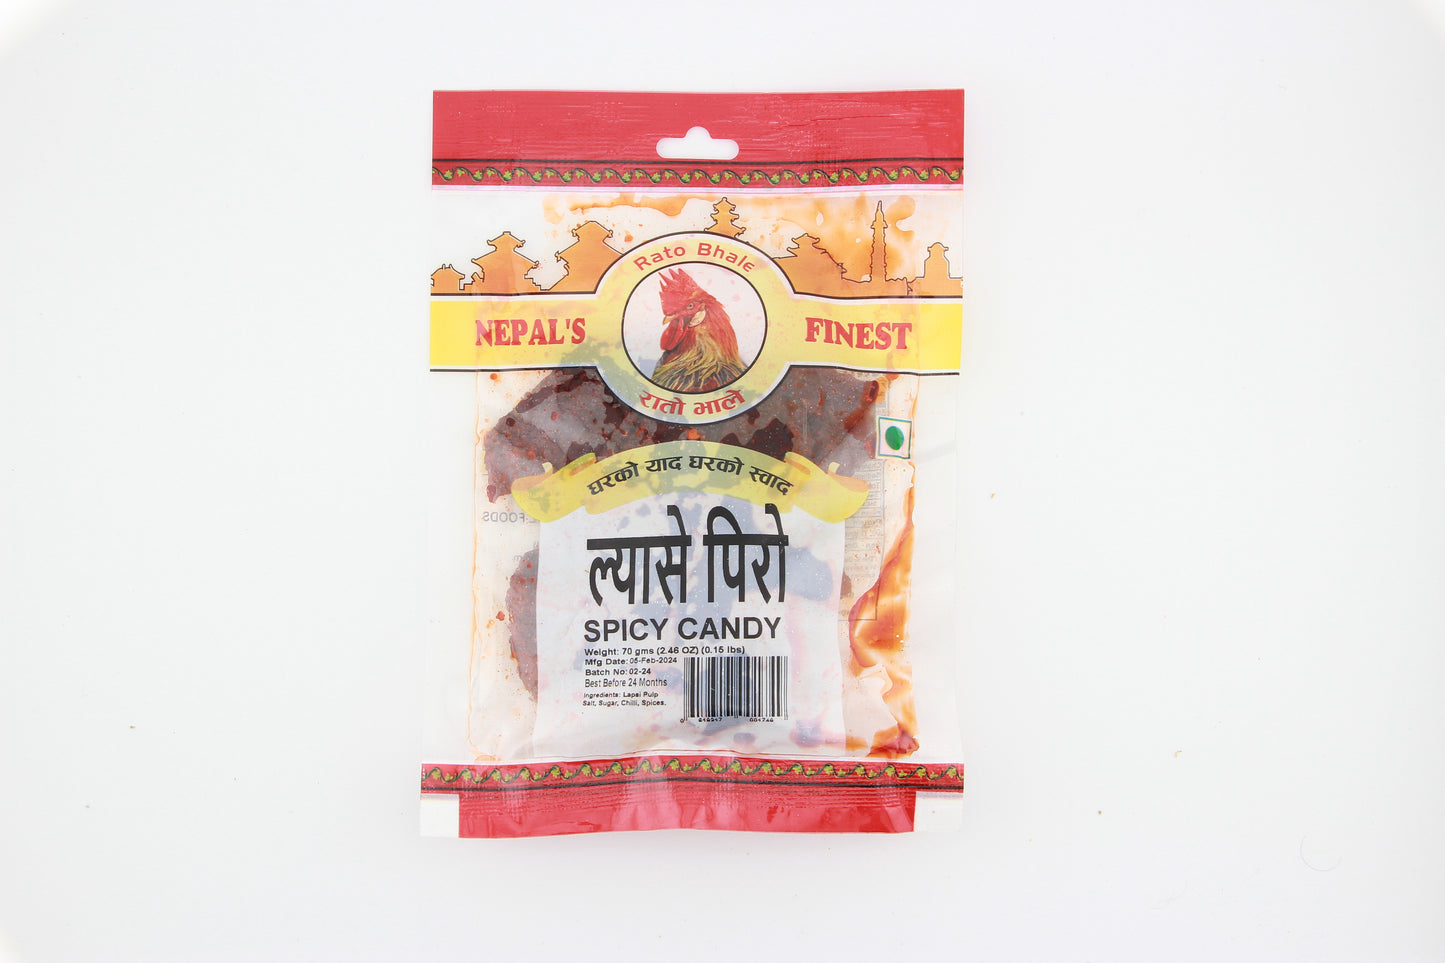 Rato Bhale
NEPAL'S FINEST
रातो भाले
घरको याद घरको स्वाद
ल्यासे पिरो
SPICY CANDY
Weight: 70 gms (2.46 OZ) (0.15 lbs)
Mfg Date: 05-Feb-2024
Batch No: 02-24
Best Before 24 Months
Ingredients: Lapsi Pulp
Salt, Sugar, Chilli, Spices.
FOODS